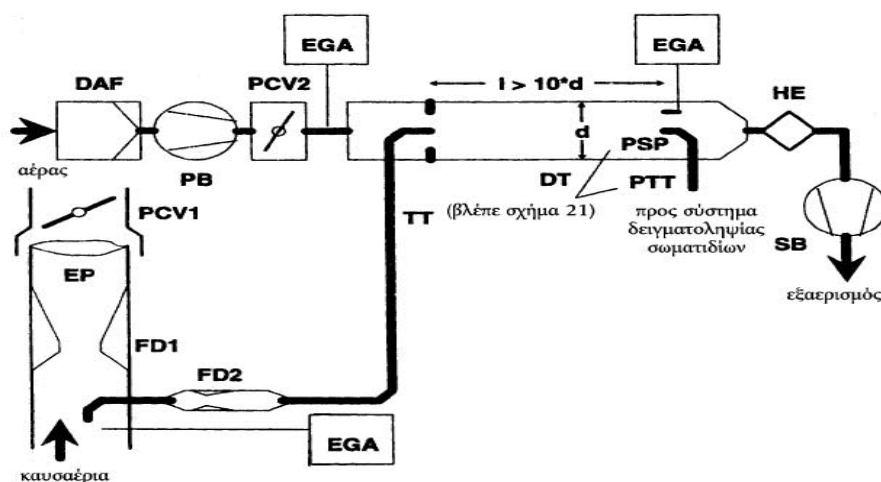 EGA
EGA
DAF
PCV2
l > 10*d
HE
d
αέρας
PB
PSP
DT
PTT
PCV1
TT
(βλέπε σχήμα 21)
προς σύστημα
δειγματοληψίας
σωματιδίων
SB
EP
εξαερισμός
FD1
FD2
EGA
καυσαέρια